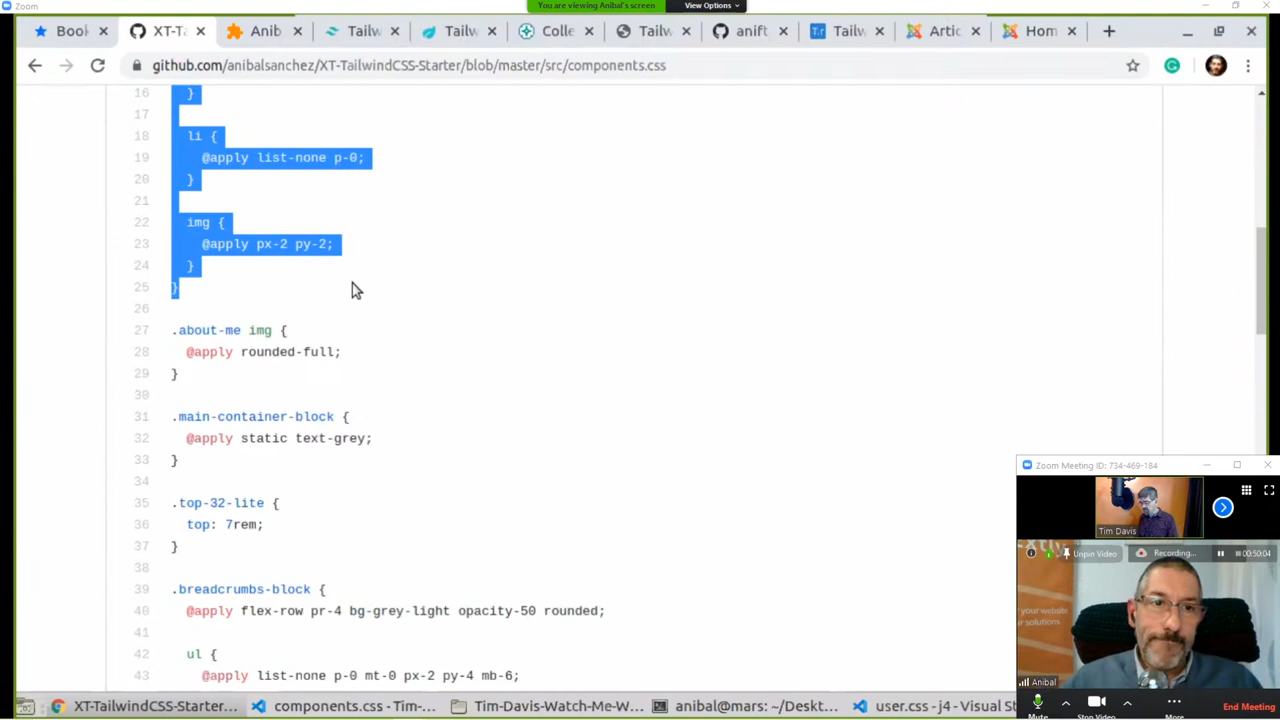 Zoom
You are viewing Anibal's screen
View Options
Book
XT-Ta
Anib
Tailw
Tailw
Colle
Tailw
anift
Tailw
Artic
Hom
github.com/anibalsanchez/XT-TailwindCSS-Starter/blob/master/src/components.css
16 }
17
18 li {
19 @apply list-none p-0;
20 }
21
22 img {
23 @apply px-2 py-2;
24 }
25 }
26
27 .about-me img {
28 @apply rounded-full;
29 }
30
31 .main-container-block {
32 @apply static text-grey;
33 }
34
35 .top-32-lite {
36 top: 7rem;
37 }
38
39 .breadcrumbs-block {
40 @apply flex-row pr-4 bg-grey-light opacity-50 rounded;
41
42 ul {
43 @apply list-none p-0 mt-0 px-2 py-4 mb-6;
Zoom Meeting ID: 734-469-184
Tim Davis
Unpin Video
Recording...
00:50:04
your website
solutions
Anibal
Mute
Stop Video
More
End Meeting
XT-TailwindCSS-Starter...
components.css - Tim-...
Tim-Davis-Watch-Me-W...
anibal@mars: ~/Deskt...
user.css - j4 - Visual S